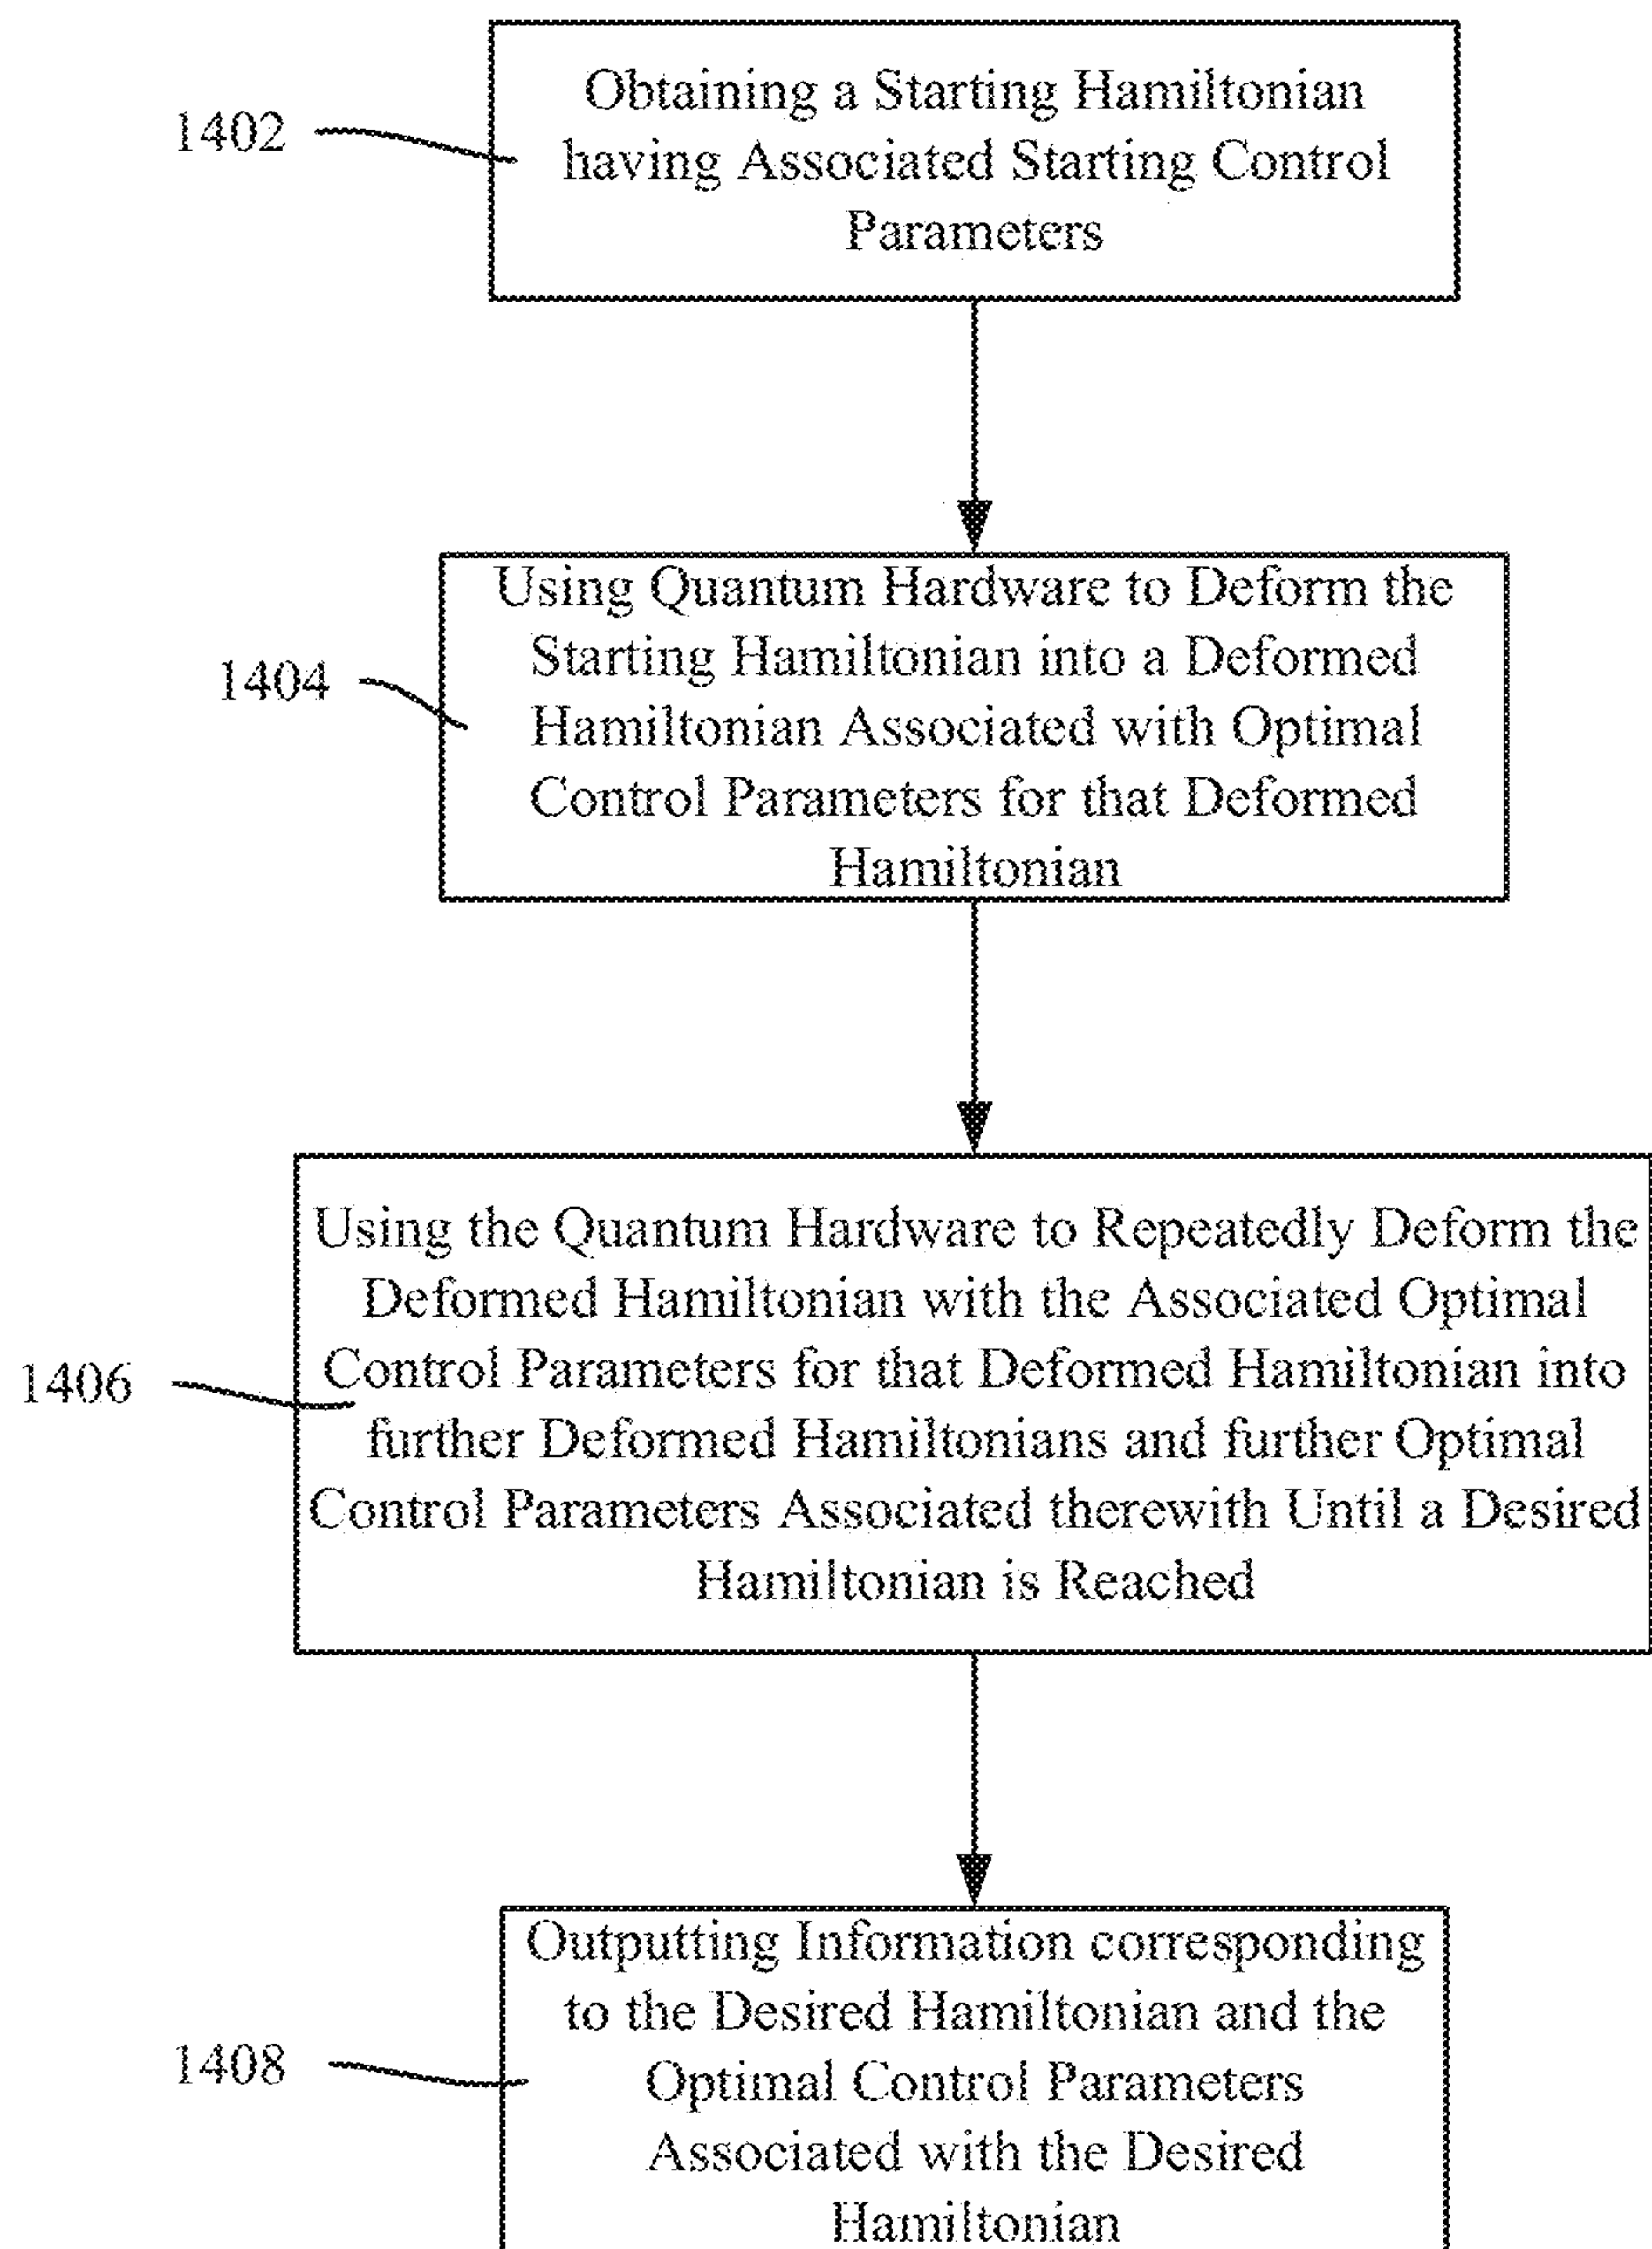 1402
Obtaining a Starting Hamiltonian
having Associated Starting Control
Parameters
1404
Using Quantum Hardware to Deform the
Starting Hamiltonian into a Deformed
Hamiltonian Associated with Optimal
Control Parameters for that Deformed
Hamiltonian
1406
Using the Quantum Hardware to Repeatedly Deform the
Deformed Hamiltonian with the Associated Optimal
Control Parameters for that Deformed Hamiltonian into
further Deformed Hamiltonians and further Optimal
Control Parameters Associated therewith Until a Desired
Hamiltonian is Reached
1408
Outputting Information corresponding
to the Desired Hamiltonian and the
Optimal Control Parameters
Associated with the Desired
Hamiltonian